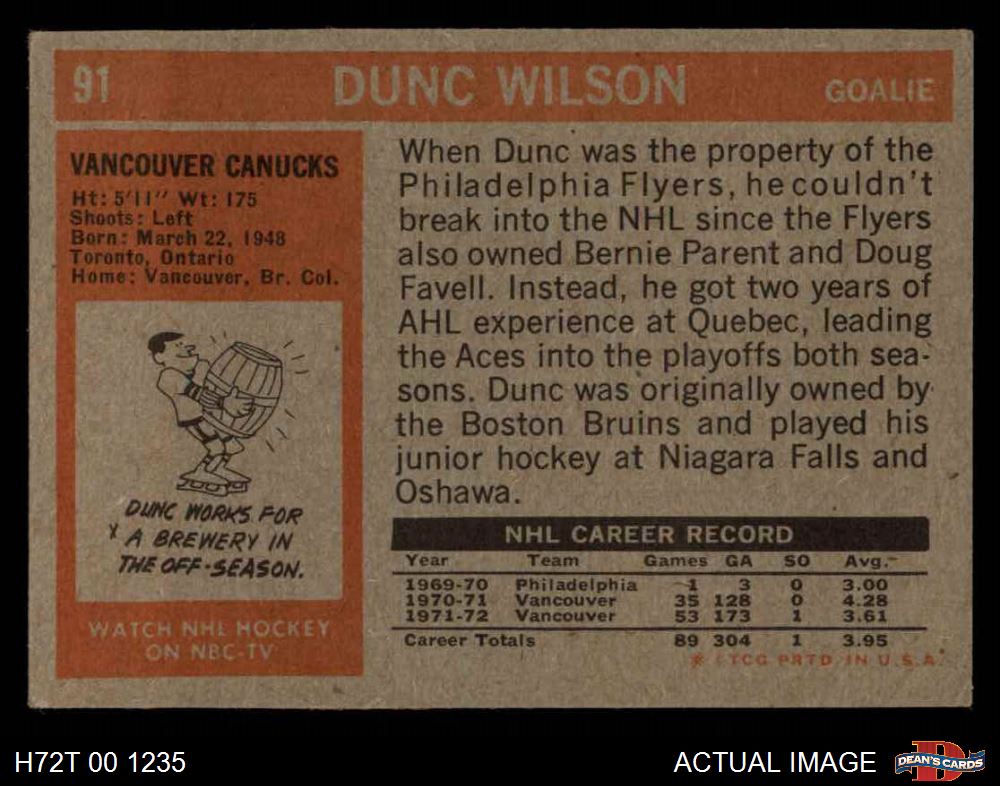 91 DUNC WILSON GOALIE
VANCOUVER CANUCKS
Ht: 5'11" Wt: 175
Shoots: Left
Born: March 22, 1948
Toronto, Ontario
Home: Vancouver, Br. Col.
DUNC WORKS FOR
A BREWERY IN
THE OFF-SEASON.
WATCH NHL HOCKEY
ON NBC-TV
When Dunc was the property of the
Philadelphia Flyers, he couldn't
break into the NHL since the Flyers
also owned Bernie Parent and Doug
Favell. Instead, he got two years of
AHL experience at Quebec, leading
the Aces into the playoffs both sea-
sons. Dunc was originally owned by
the Boston Bruins and played his
junior hockey at Niagara Falls and
Oshawa.
NHL CAREER RECORD
Year Team Games GA SO Avg.
1969-70 Philadelphia 1 3 0 3.00
1970-71 Vancouver 35 128 0 4.28
1971-72 Vancouver 53 173 1 3.61
Career Totals 89 304 1 3.95
* ©TCG PRTD IN U.S.A.
H72T 00 1235 ACTUAL IMAGE D DEAN'S CARDS